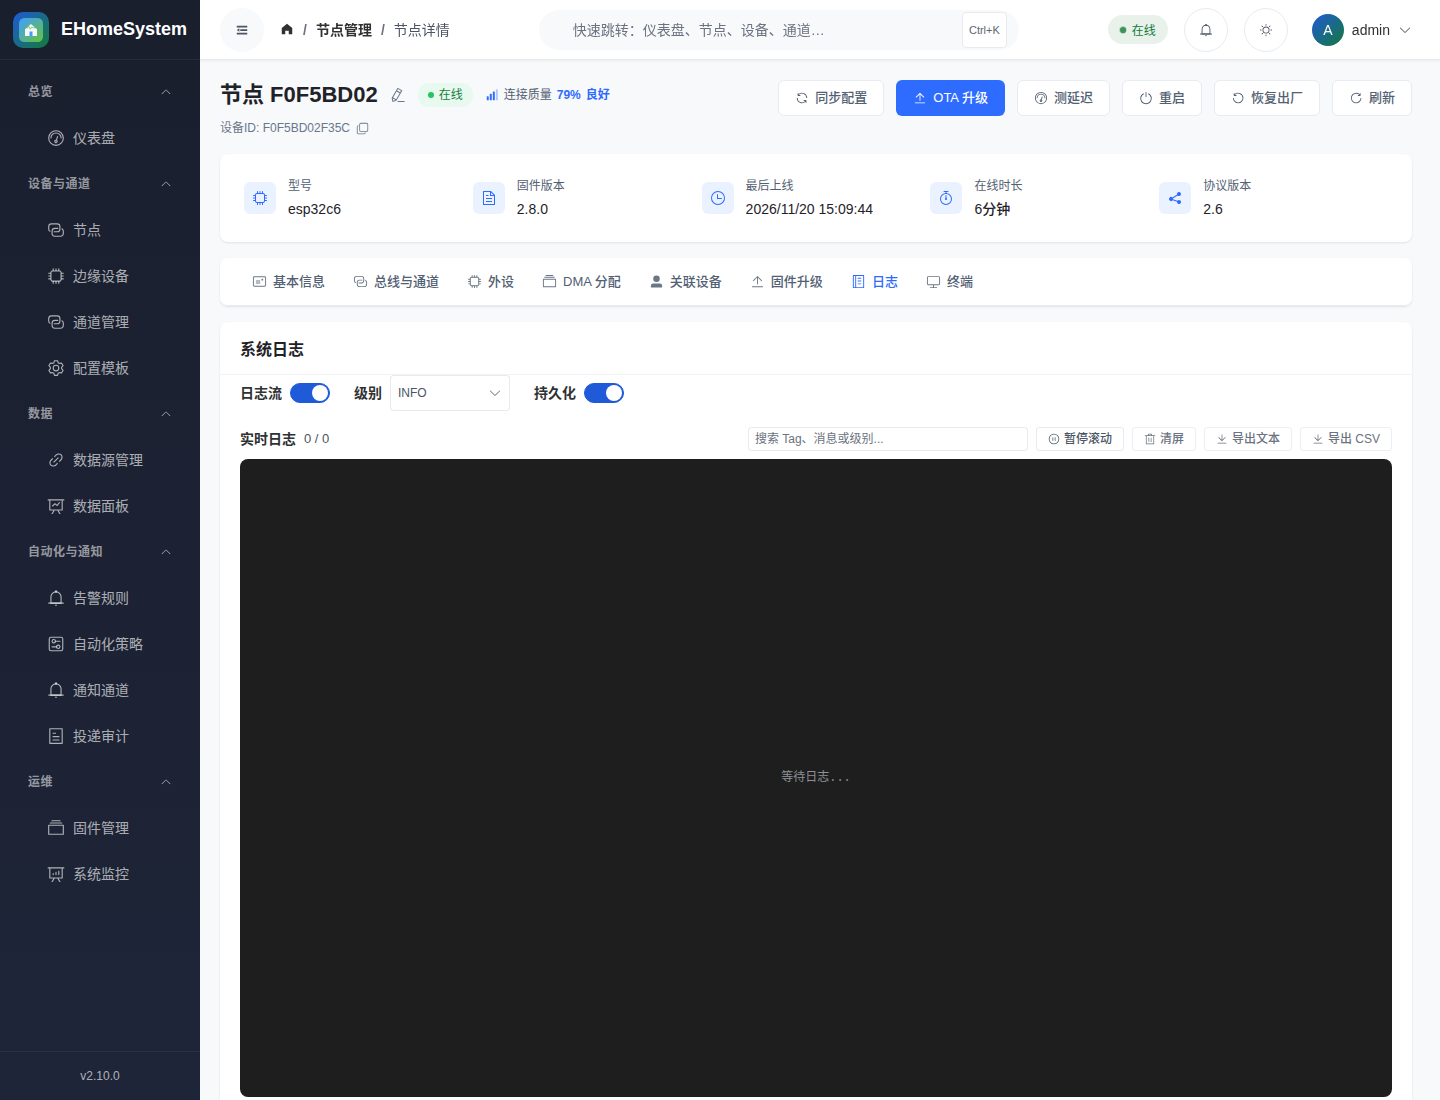 EHomeSystem
节点管理 / 节点详情
快速跳转：仪表盘、节点、设备、通道…
Ctrl+K
在线
A
admin
总览
仪表盘
设备与通道
节点
边缘设备
通道管理
配置模板
数据
数据源管理
数据面板
自动化与通知
告警规则
自动化策略
通知通道
投递审计
运维
固件管理
系统监控
v2.10.0
节点 F0F5BD02
在线
连接质量 79% 良好
设备ID: F0F5BD02F35C
同步配置
OTA 升级
测延迟
重启
恢复出厂
刷新
型号
esp32c6
固件版本
2.8.0
最后上线
2026/11/20 15:09:44
在线时长
6分钟
协议版本
2.6
基本信息
总线与通道
外设
DMA 分配
关联设备
固件升级
日志
终端
系统日志
日志流
级别
INFO
持久化
实时日志 0 / 0
搜索 Tag、消息或级别...
暂停滚动
清屏
导出文本
导出 CSV
等待日志...